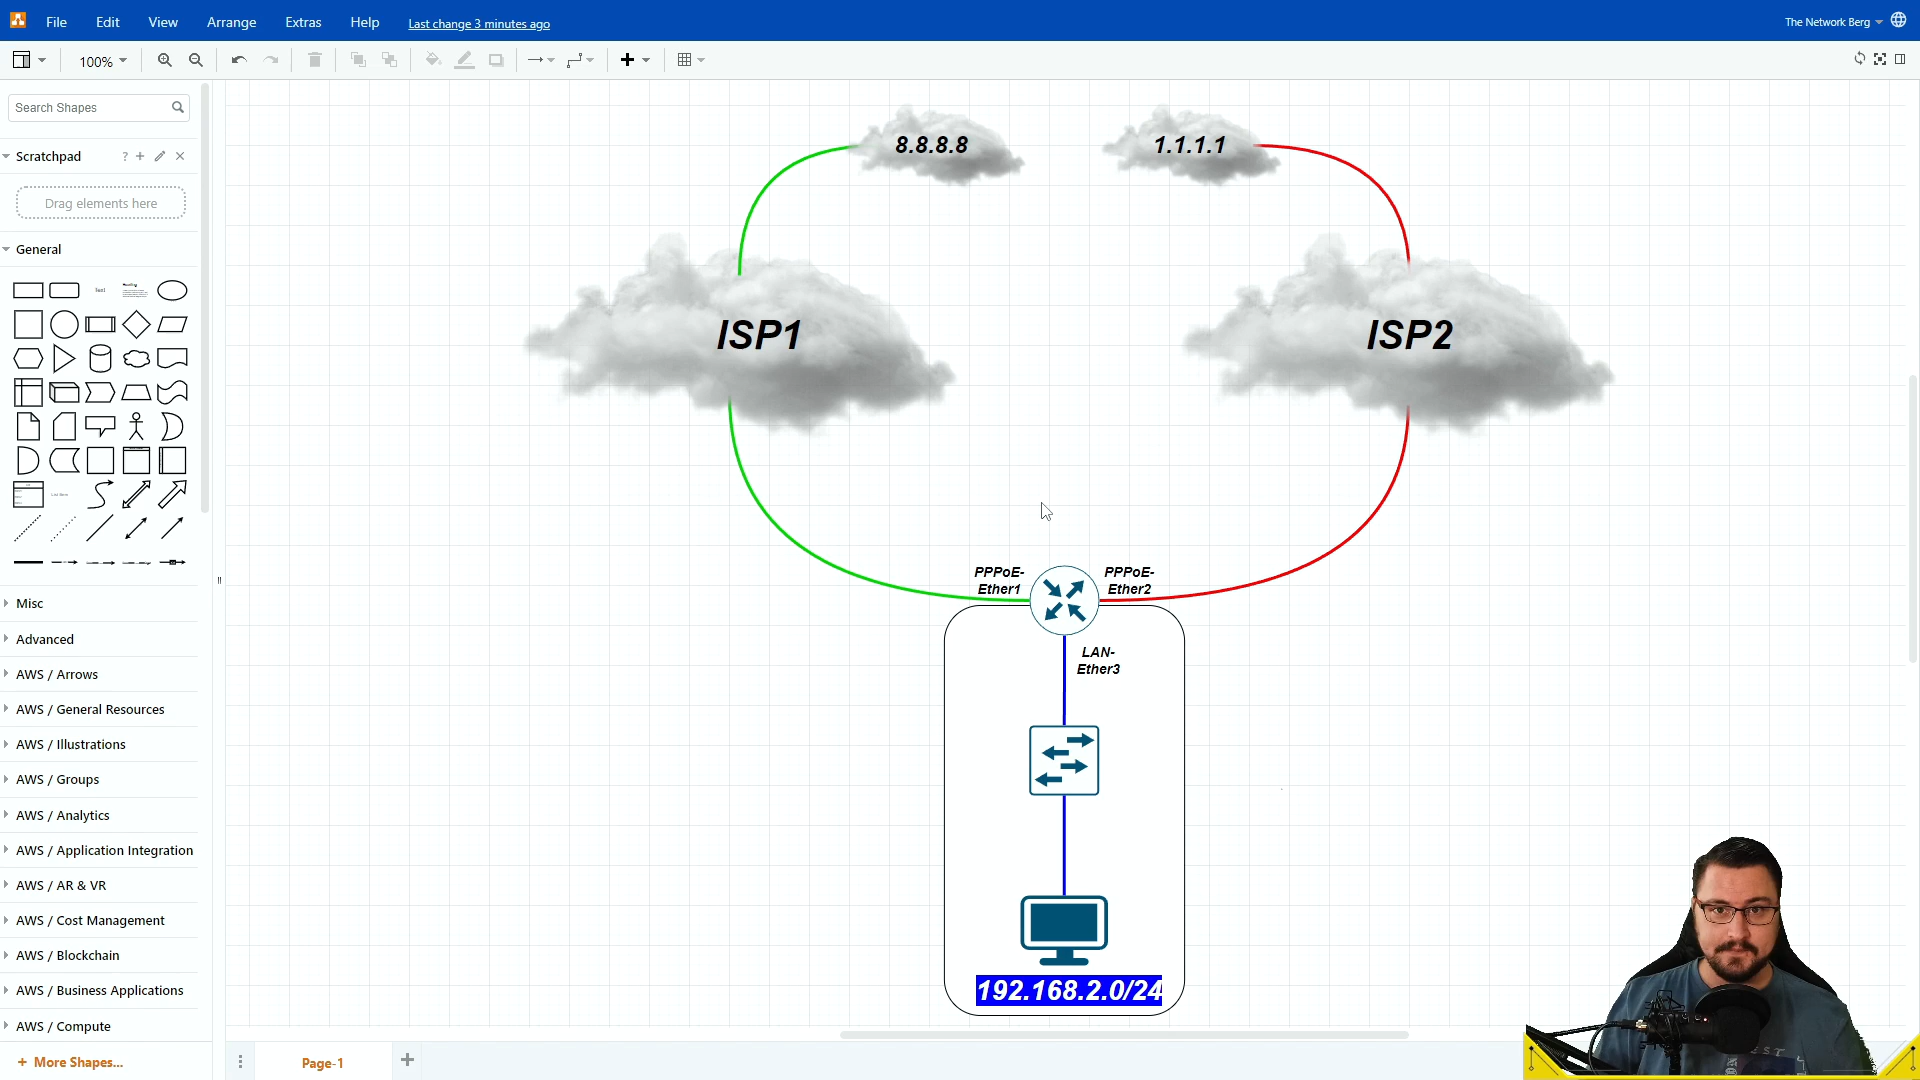 File Edit View Arrange Extras Help Last change 3 minutes ago
The Network Berg
100%
Search Shapes
Scratchpad
?
Drag elements here
General
Text
Heading
List Item
Misc
Advanced
AWS / Arrows
AWS / General Resources
AWS / Illustrations
AWS / Groups
AWS / Analytics
AWS / Application Integration
AWS / AR & VR
AWS / Cost Management
AWS / Blockchain
AWS / Business Applications
AWS / Compute
+ More Shapes...
8.8.8.8
1.1.1.1
ISP1
ISP2
PPPoE-
Ether1
PPPoE-
Ether2
LAN-
Ether3
192.168.2.0/24
Page-1